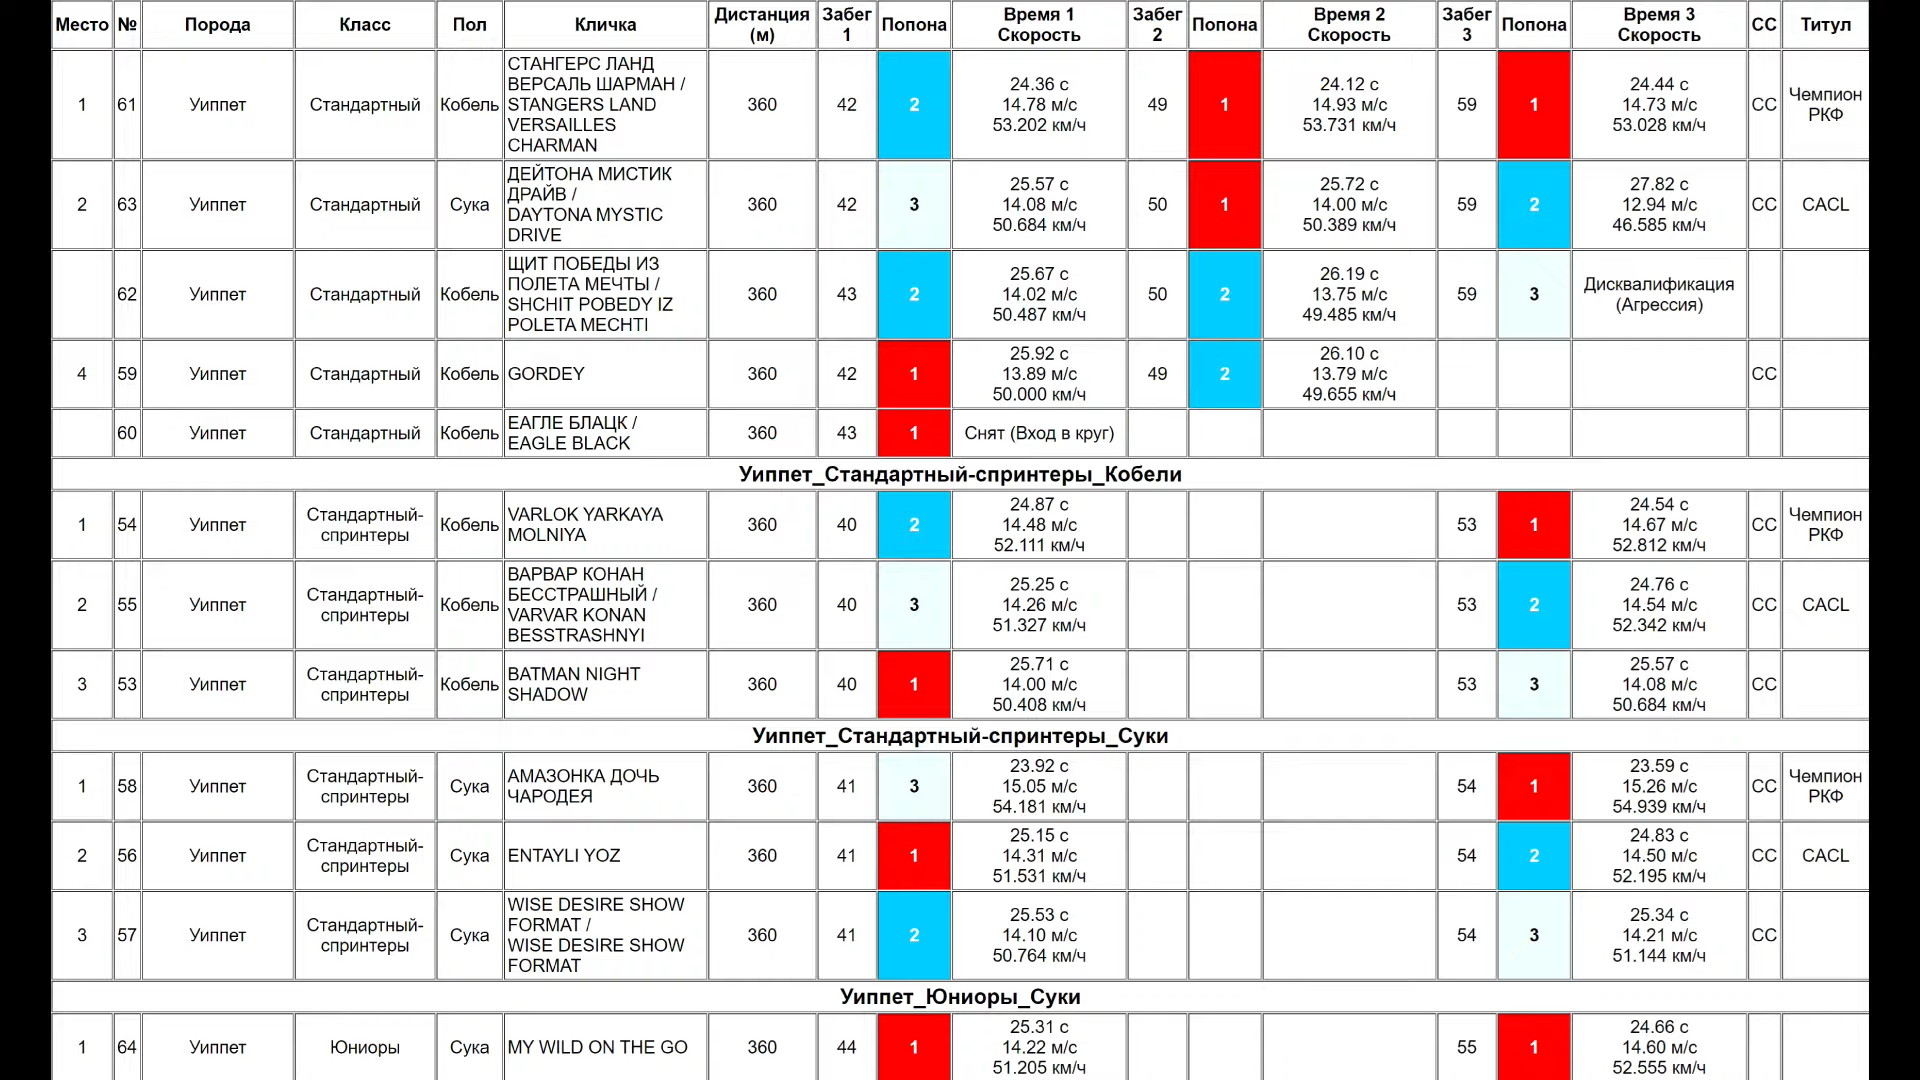 Место № Порода Класс Пол Кличка Дистанция (м) Забег 1 Попона Время 1 Скорость Забег 2 Попона Время 2 Скорость Забег 3 Попона Время 3 Скорость СС Титул
1 61 Уиппет Стандартный Кобель СТАНГЕРС ЛАНД ВЕРСАЛЬ ШАРМАН / STANGERS LAND VERSAILLES CHARMAN 360 42 2 24.36 с 14.78 м/с 53.202 км/ч 49 1 24.12 с 14.93 м/с 53.731 км/ч 59 1 24.44 с 14.73 м/с 53.028 км/ч СС Чемпион РКФ
2 63 Уиппет Стандартный Сука ДЕЙТОНА МИСТИК ДРАЙВ / DAYTONA MYSTIC DRIVE 360 42 3 25.57 с 14.08 м/с 50.684 км/ч 50 1 25.72 с 14.00 м/с 50.389 км/ч 59 2 27.82 с 12.94 м/с 46.585 км/ч СС CACL
62 Уиппет Стандартный Кобель ЩИТ ПОБЕДЫ ИЗ ПОЛЕТА МЕЧТЫ / SHCHIT POBEDY IZ POLETA MECHTI 360 43 2 25.67 с 14.02 м/с 50.487 км/ч 50 2 26.19 с 13.75 м/с 49.485 км/ч 59 3 Дисквалификация (Агрессия)
4 59 Уиппет Стандартный Кобель GORDEY 360 42 1 25.92 с 13.89 м/с 50.000 км/ч 49 2 26.10 с 13.79 м/с 49.655 км/ч СС
60 Уиппет Стандартный Кобель ЕАГЛЕ БЛАЦК / EAGLE BLACK 360 43 1 Снят (Вход в круг)
Уиппет_Стандартный-спринтеры_Кобели
1 54 Уиппет Стандартный-спринтеры Кобель VARLOK YARKAYA MOLNIYA 360 40 2 24.87 с 14.48 м/с 52.111 км/ч 53 1 24.54 с 14.67 м/с 52.812 км/ч СС Чемпион РКФ
2 55 Уиппет Стандартный-спринтеры Кобель ВАРВАР КОНАН БЕССТРАШНЫЙ / VARVAR KONAN BESSTRASHNYI 360 40 3 25.25 с 14.26 м/с 51.327 км/ч 53 2 24.76 с 14.54 м/с 52.342 км/ч СС CACL
3 53 Уиппет Стандартный-спринтеры Кобель BATMAN NIGHT SHADOW 360 40 1 25.71 с 14.00 м/с 50.408 км/ч 53 3 25.57 с 14.08 м/с 50.684 км/ч СС
Уиппет_Стандартный-спринтеры_Суки
1 58 Уиппет Стандартный-спринтеры Сука АМАЗОНКА ДОЧЬ ЧАРОДЕЯ 360 41 3 23.92 с 15.05 м/с 54.181 км/ч 54 1 23.59 с 15.26 м/с 54.939 км/ч СС Чемпион РКФ
2 56 Уиппет Стандартный-спринтеры Сука ENTAYLI YOZ 360 41 1 25.15 с 14.31 м/с 51.531 км/ч 54 2 24.83 с 14.50 м/с 52.195 км/ч СС CACL
3 57 Уиппет Стандартный-спринтеры Сука WISE DESIRE SHOW FORMAT / WISE DESIRE SHOW FORMAT 360 41 2 25.53 с 14.10 м/с 50.764 км/ч 54 3 25.34 с 14.21 м/с 51.144 км/ч СС
Уиппет_Юниоры_Суки
1 64 Уиппет Юниоры Сука MY WILD ON THE GO 360 44 1 25.31 с 14.22 м/с 51.205 км/ч 55 1 24.66 с 14.60 м/с 52.555 км/ч